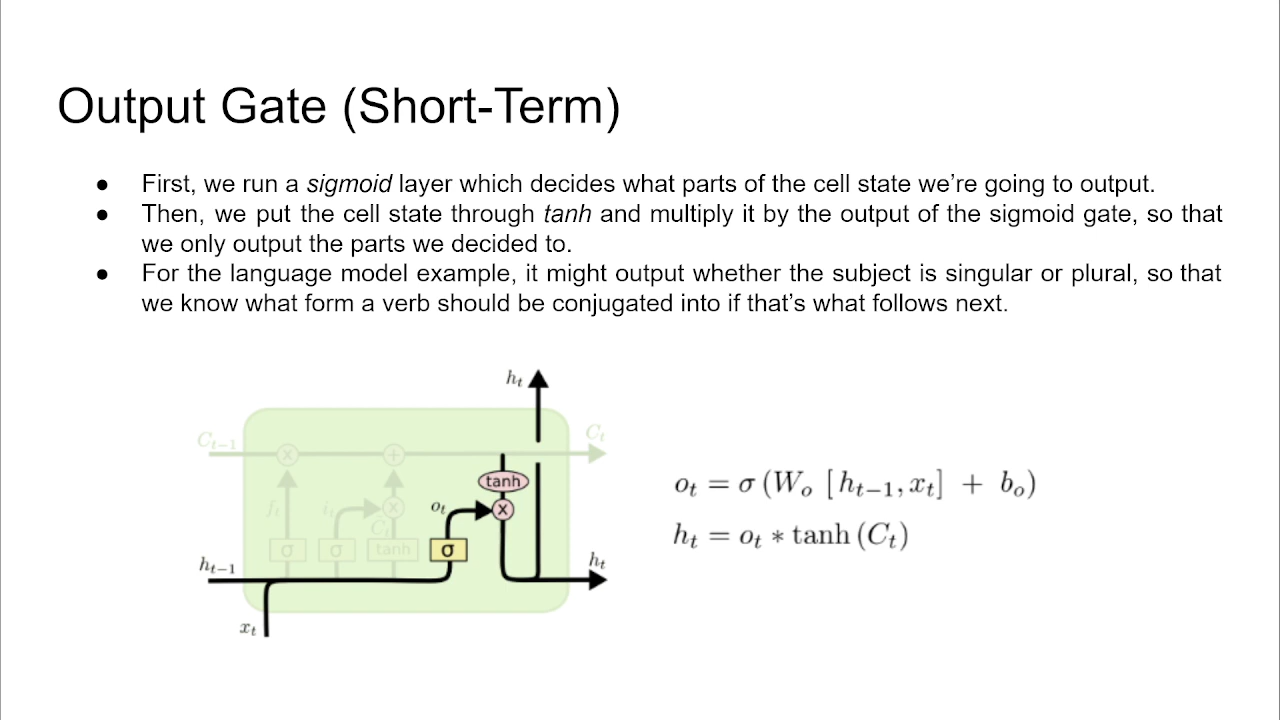 Output Gate (Short-Term)
● First, we run a sigmoid layer which decides what parts of the cell state we’re going to output.
● Then, we put the cell state through tanh and multiply it by the output of the sigmoid gate, so that
we only output the parts we decided to.
● For the language model example, it might output whether the subject is singular or plural, so that
we know what form a verb should be conjugated into if that’s what follows next.
h_t
C_{t-1}
C_t
x
+
tanh
f_t
i_t
x
o_t
x
C̃_t
σ
σ
tanh
σ
h_{t-1}
h_t
x_t
o_t = σ (W_o [h_{t-1}, x_t] + b_o)
h_t = o_t * tanh (C_t)